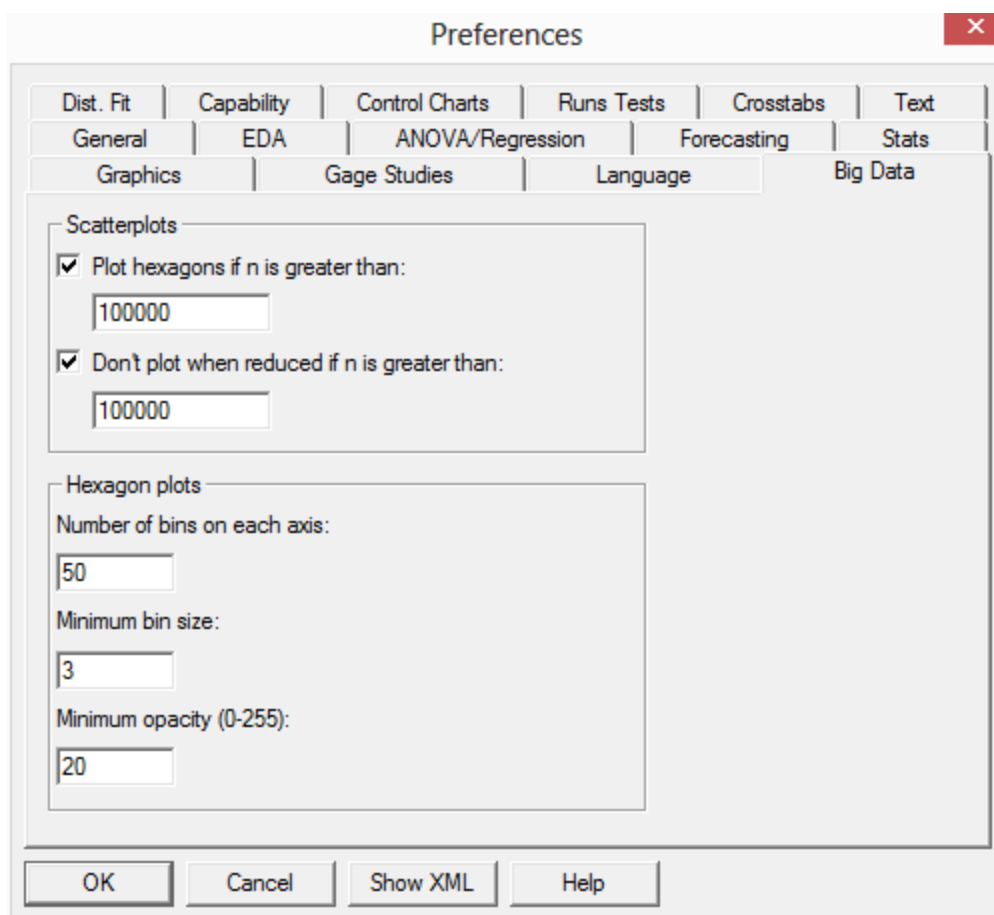 Preferences
Dist. Fit Capability Control Charts Runs Tests Crosstabs Text
General EDA ANOVA/Regression Forecasting Stats
Graphics Gage Studies Language Big Data
Scatterplots
Plot hexagons if n is greater than:
100000
Don't plot when reduced if n is greater than:
100000
Hexagon plots
Number of bins on each axis:
50
Minimum bin size:
3
Minimum opacity (0-255):
20
OK Cancel Show XML Help